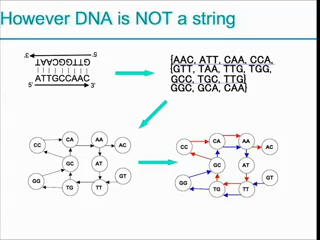 However DNA is NOT a string
5' 3'
GTTGGCAAT
ATTGCCAAC
5' 3'
{AAC, ATT, CAA, CCA,
{GTT, TAA, TTG, TGG,
GCC, TGC, TTG}
GGC, GCA, CAA}
CC CA AA AC
GC AT
GG TG TT GT
CC CA AA AC
GC AT
GG TG TT GT